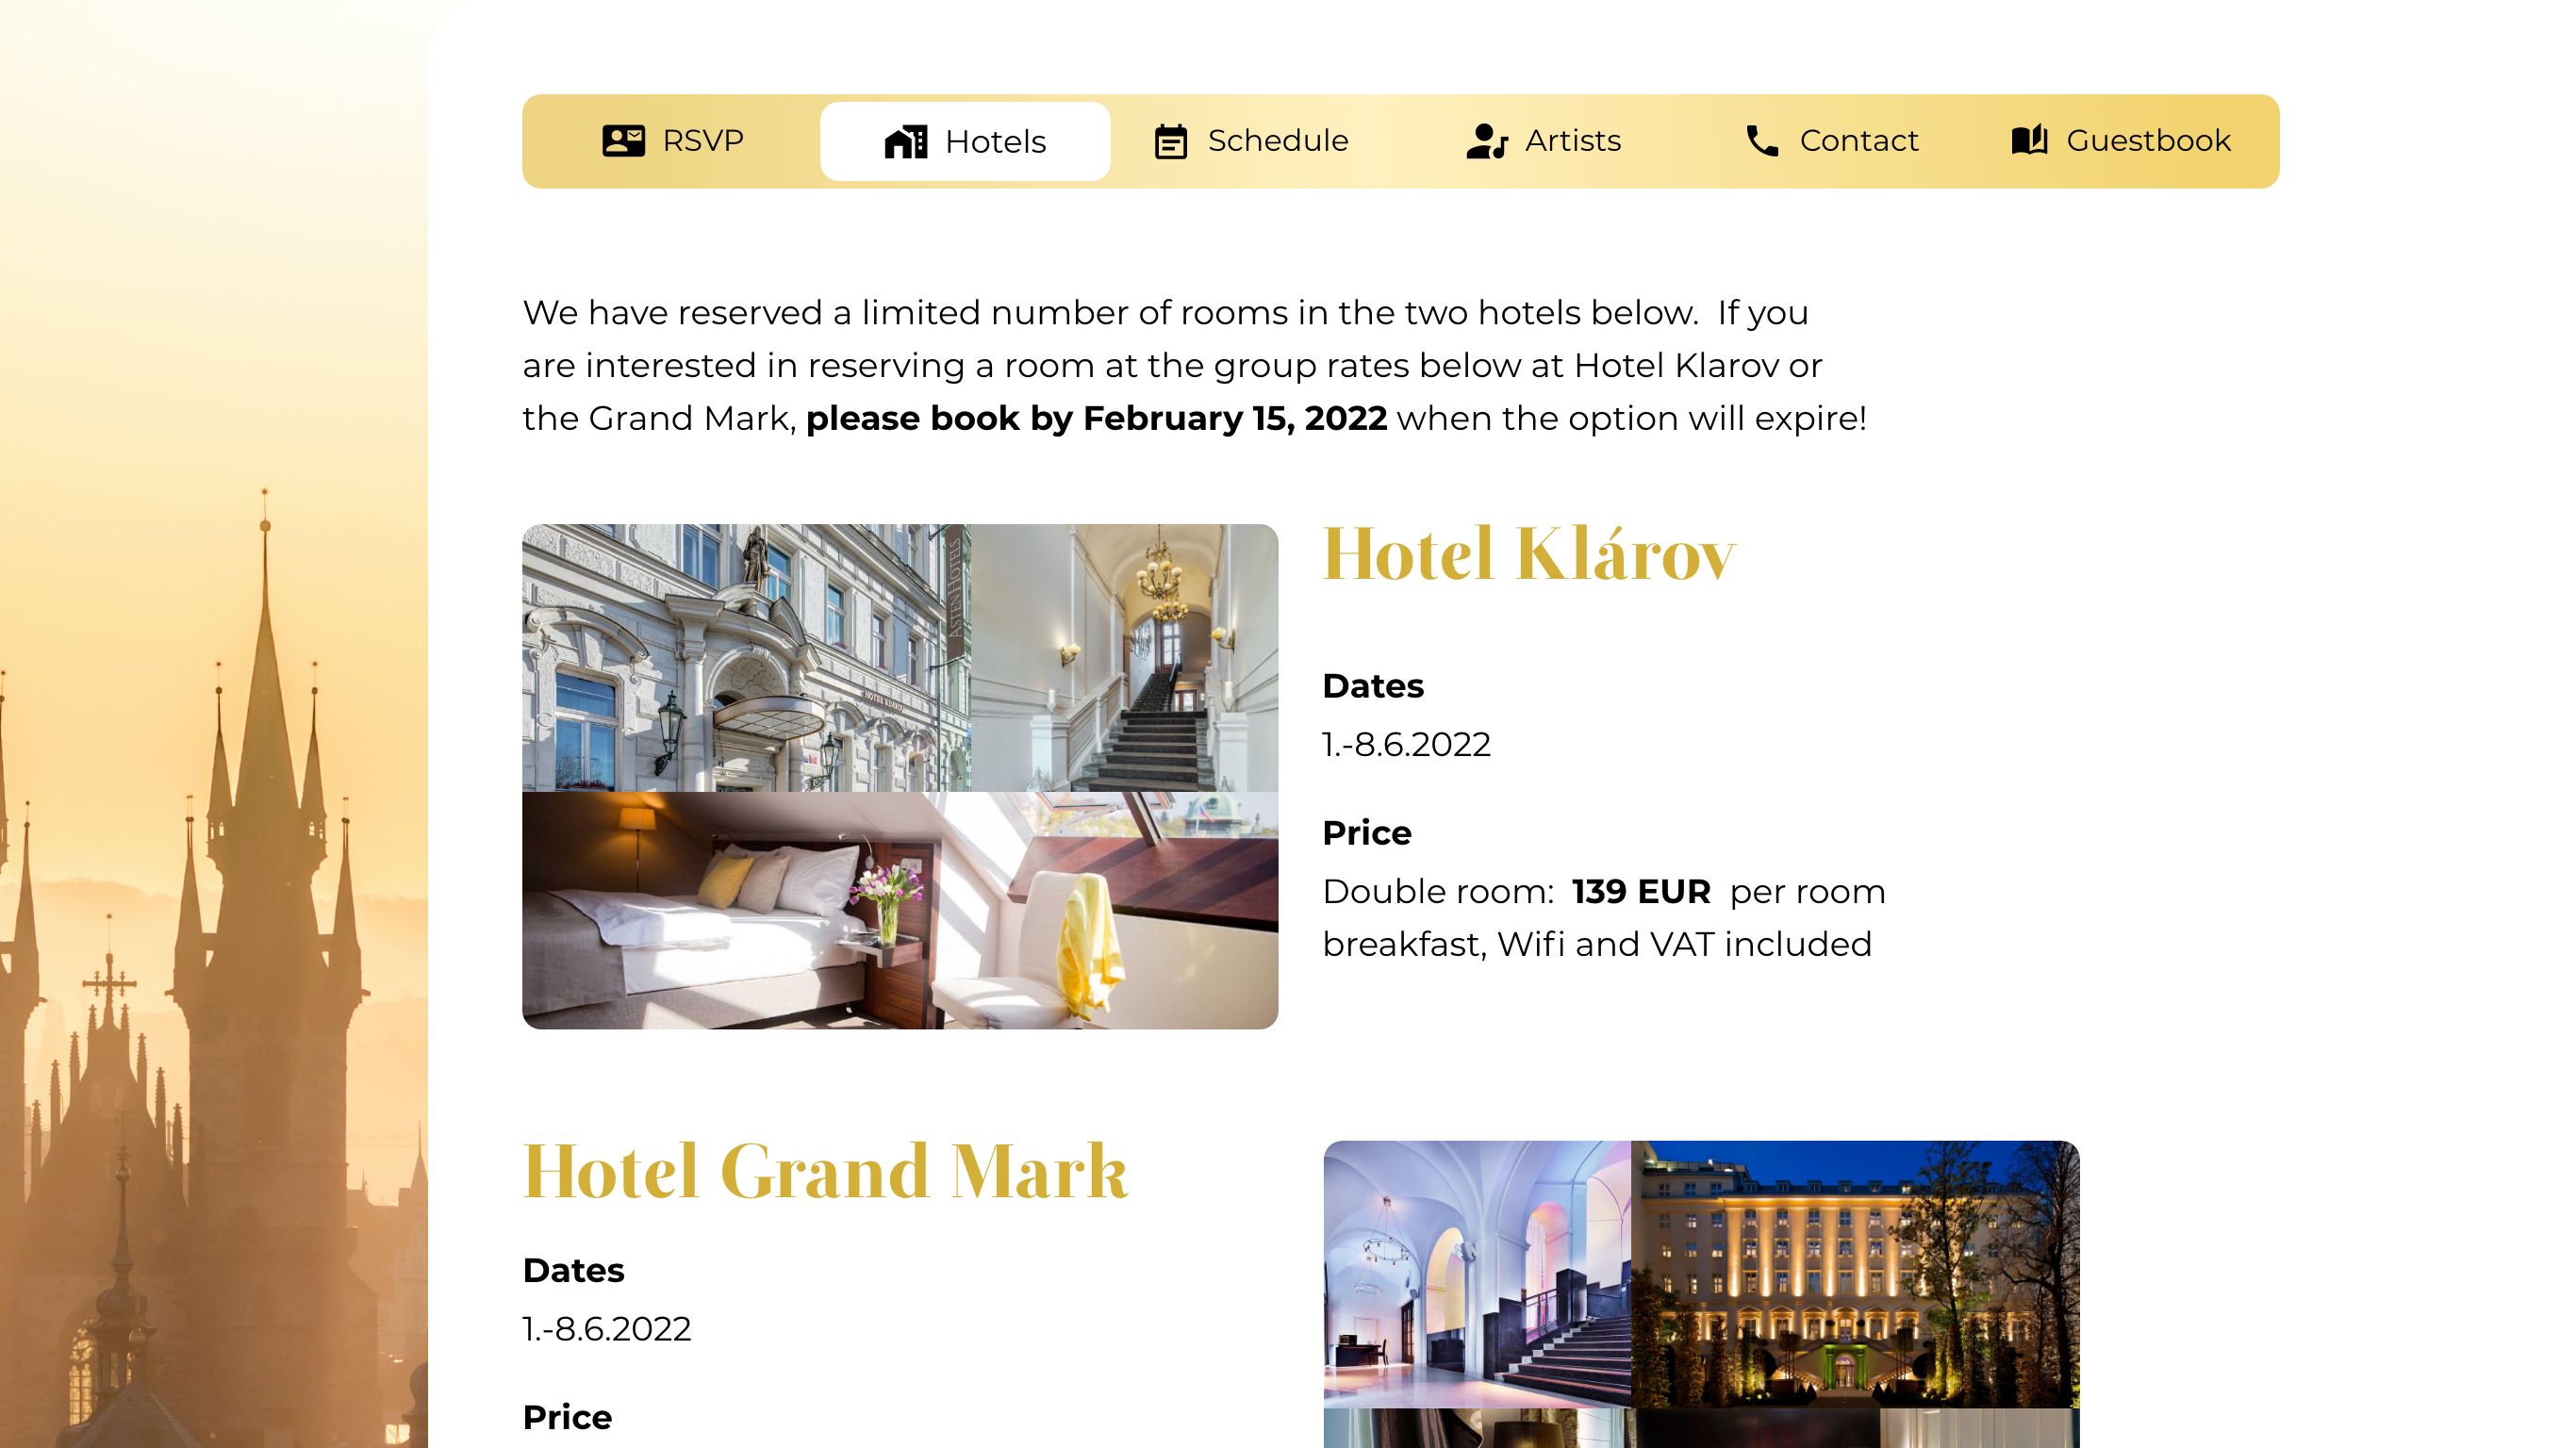 RSVP
Hotels
Schedule
Artists
Contact
Guestbook
We have reserved a limited number of rooms in the two hotels below.  If you
are interested in reserving a room at the group rates below at Hotel Klarov or
the Grand Mark, please book by February 15, 2022 when the option will expire!
ASTEN HOTELS
HOTEL KLÁROV
Hotel Klárov
Dates
1.-8.6.2022
Price
Double room:  139 EUR  per room
breakfast, Wifi and VAT included
Hotel Grand Mark
Dates
1.-8.6.2022
Price